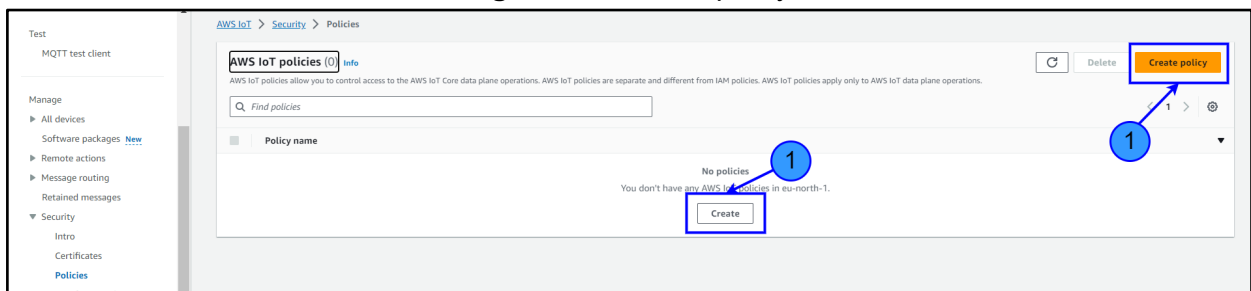 Test
MQTT test client
Manage
All devices
Software packages New
Remote actions
Message routing
Retained messages
Security
Intro
Certificates
Policies
AWS IoT > Security > Policies
AWS IoT policies (0) Info
AWS IoT policies allow you to control access to the AWS IoT Core data plane operations. AWS IoT policies are separate and different from IAM policies. AWS IoT policies apply only to AWS IoT data plane operations.
Delete
Create policy
Find policies
< 1 >
Policy name
1
1
No policies
You don't have any AWS IoT policies in eu-north-1.
Create